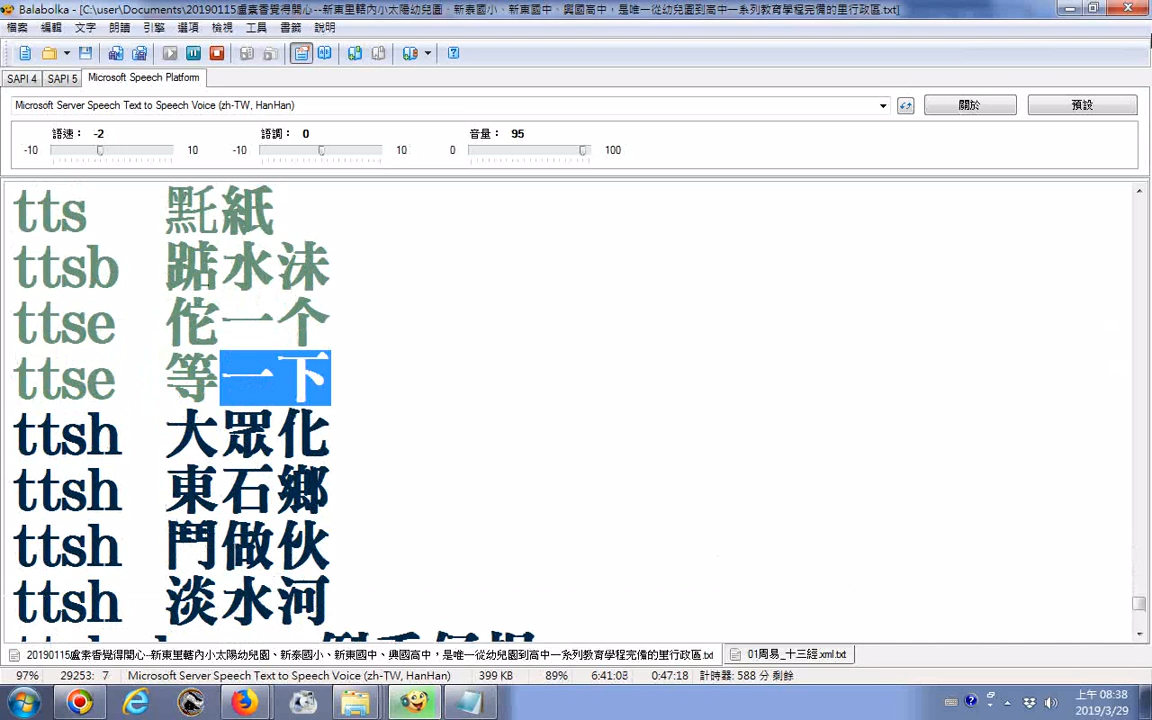 Balabolka - [C:\user\Documents\20190115盧素香覺得開心--新東里轄內小太陽幼兒園、新泰國小、新東國中、興國高中，是唯一從幼兒園到高中一系列教育學程完備的里行政區.txt]
檔案 編輯 文字 朗讀 引擎 選項 檢視 工具 書籤 說明
SAPI 4 SAPI 5 Microsoft Speech Platform
Microsoft Server Speech Text to Speech Voice (zh-TW, HanHan) 關於 預設
語速： -2 語調： 0 音量： 95
-10 10 -10 10 0 100
tts 黗紙
ttsb 踮水沬
ttse 佗一个
ttse 等一下
ttsh 大眾化
ttsh 東石鄉
ttsh 鬥做伙
ttsh 淡水河
20190115盧素香覺得開心--新東里轄內小太陽幼兒園、新泰國小、新東國中、興國高中，是唯一從幼兒園到高中一系列教育學程完備的里行政區.txt 01周易_十三經.xml.txt
97% 29253: 7 Microsoft Server Speech Text to Speech Voice (zh-TW, HanHan) 399 KB 89% 6:41:03 0:47:18 計時器: 588 分 剩餘
上午 08:38
2019/3/29